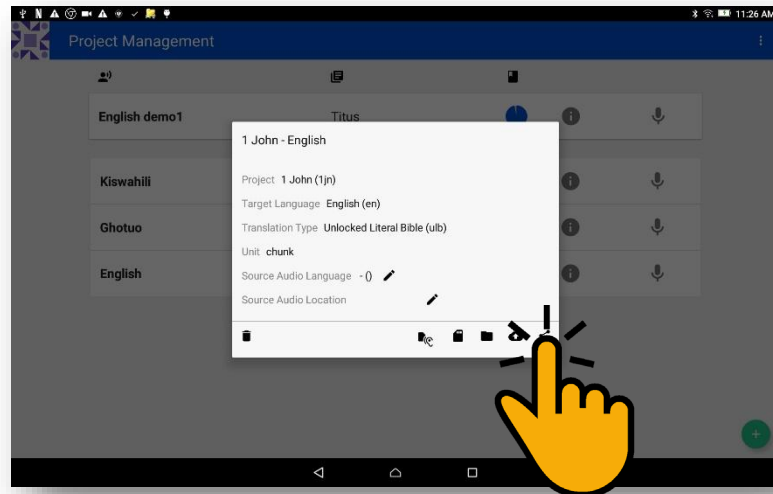 11:26 AM
Project Management
English demo1
Titus
1 John - English
Project 1 John (1jn)
Target Language English (en)
Translation Type Unlocked Literal Bible (ulb)
Unit chunk
Source Audio Language - ()
Source Audio Location
Kiswahili
Ghotuo
English